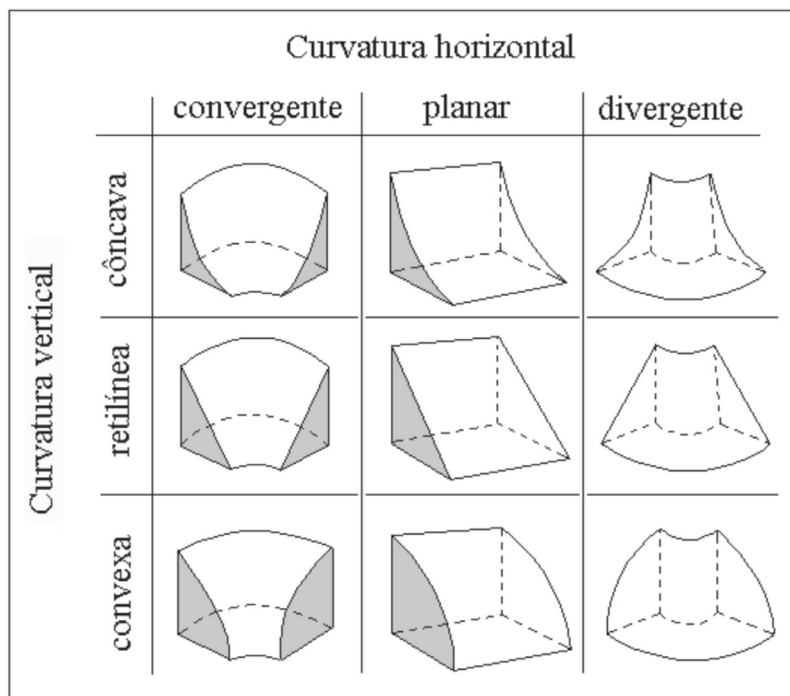 Curvatura horizontal
convergente planar divergente
Curvatura vertical
côncava
retilínea
convexa